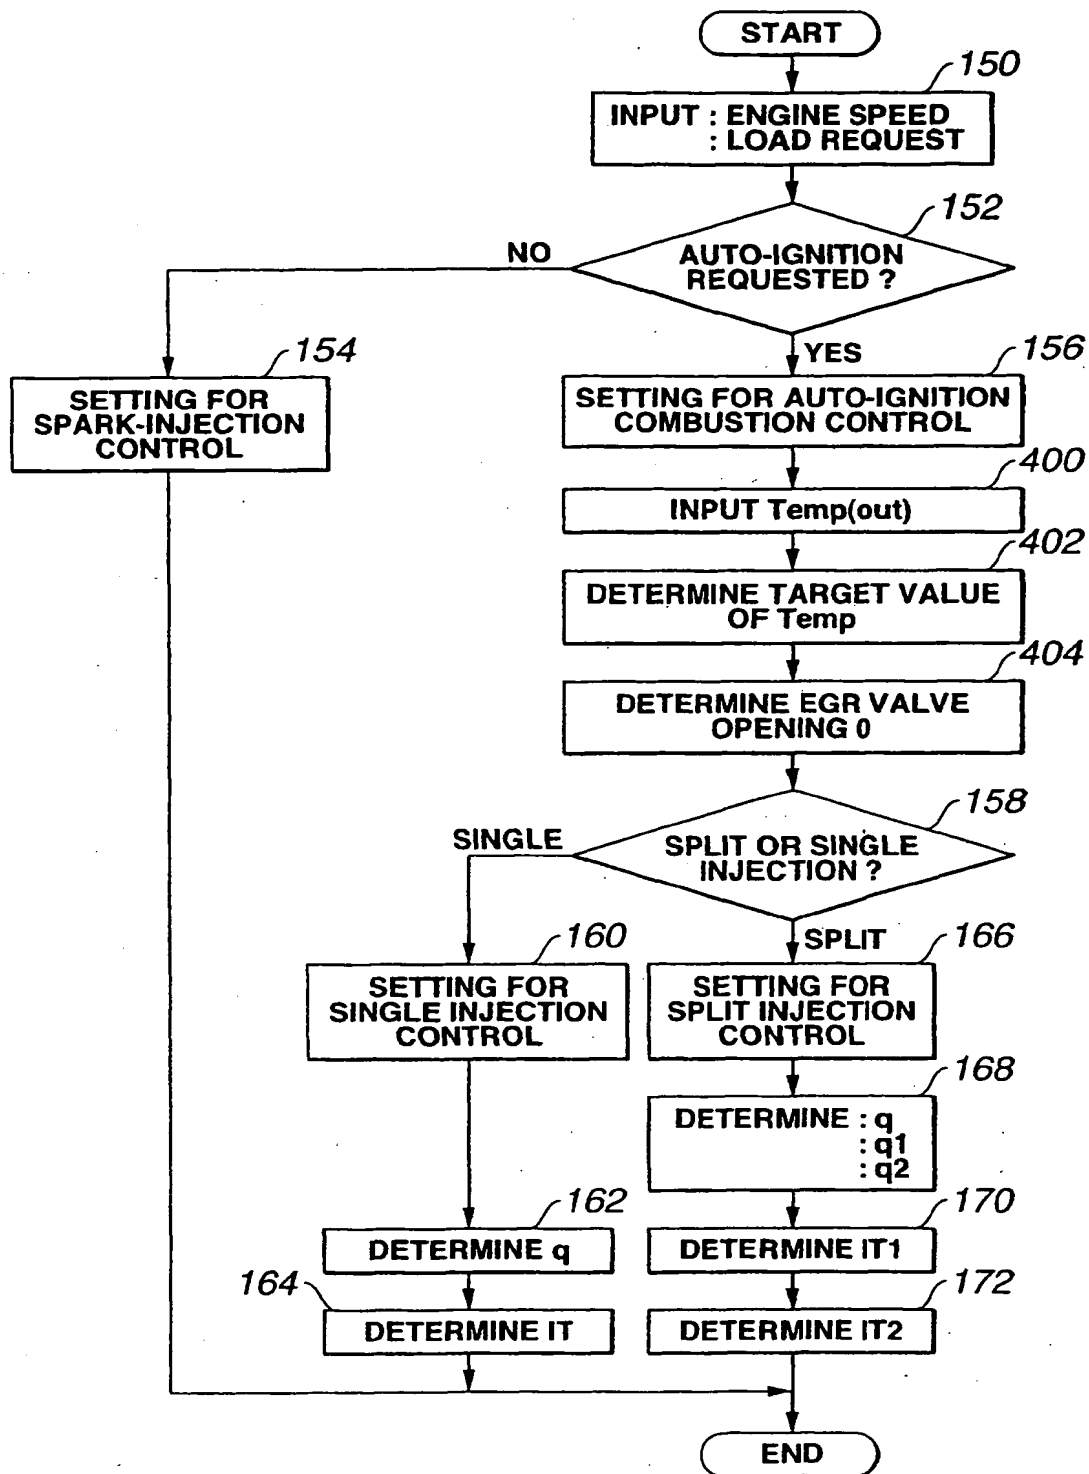 START
150
INPUT : ENGINE SPEED
: LOAD REQUEST
152
AUTO-IGNITION
REQUESTED ?
NO
YES
154
SETTING FOR
SPARK-INJECTION
CONTROL
156
SETTING FOR AUTO-IGNITION
COMBUSTION CONTROL
400
INPUT Temp(out)
402
DETERMINE TARGET VALUE
OF Temp
404
DETERMINE EGR VALVE
OPENING 0
158
SPLIT OR SINGLE
INJECTION ?
SINGLE
SPLIT
160
SETTING FOR
SINGLE INJECTION
CONTROL
166
SETTING FOR
SPLIT INJECTION
CONTROL
168
DETERMINE : q
: q1
: q2
162
DETERMINE q
170
DETERMINE IT1
164
DETERMINE IT
172
DETERMINE IT2
END